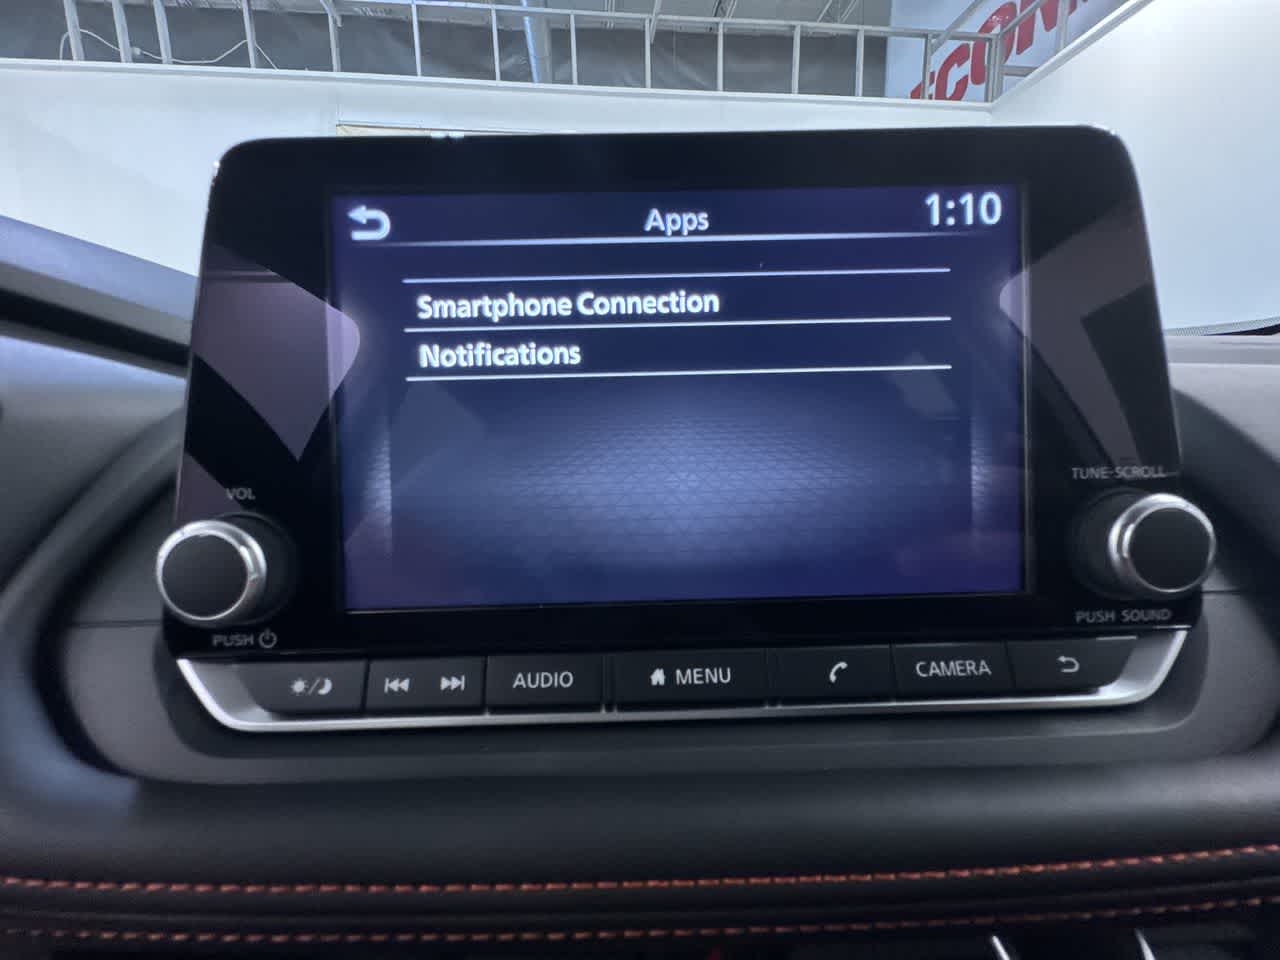 Apps
1:10
Smartphone Connection
Notifications
VOL
TUNE-SCROLL
PUSH
PUSH SOUND
AUDIO
MENU
CAMERA